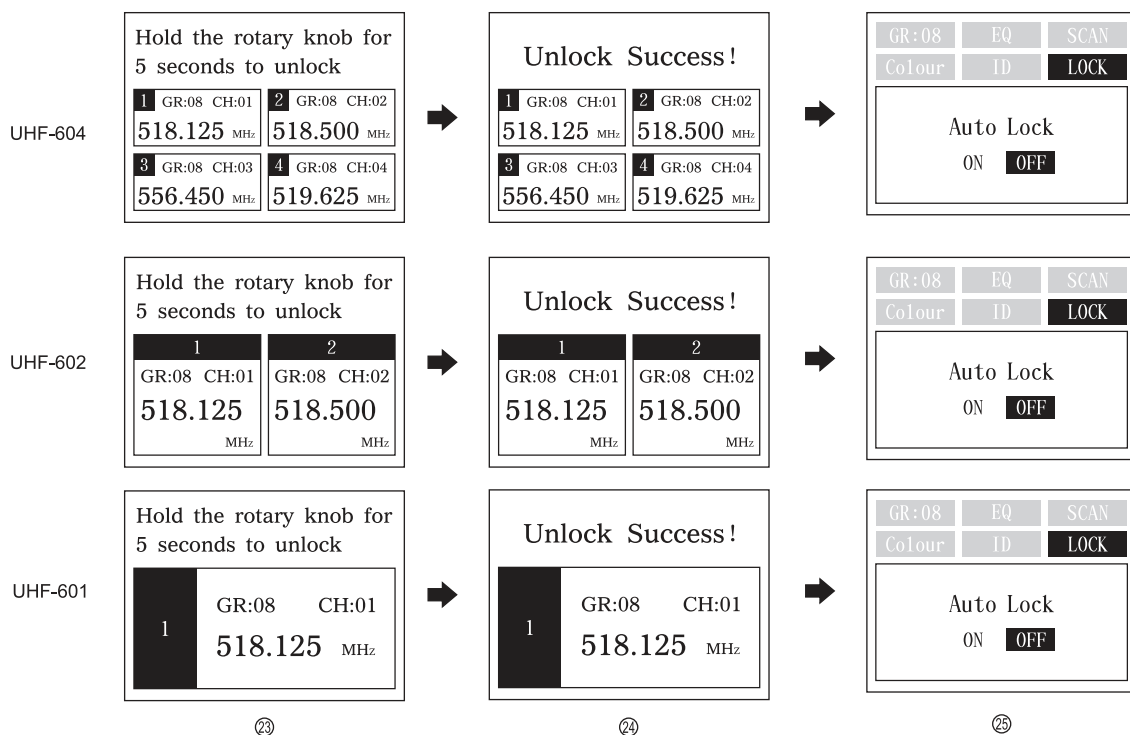 UHF-604
Hold the rotary knob for
5 seconds to unlock
1 GR:08 CH:01
518.125 MHz
2 GR:08 CH:02
518.500 MHz
3 GR:08 CH:03
556.450 MHz
4 GR:08 CH:04
519.625 MHz
Unlock Success!
1 GR:08 CH:01
518.125 MHz
2 GR:08 CH:02
518.500 MHz
3 GR:08 CH:03
556.450 MHz
4 GR:08 CH:04
519.625 MHz
GR:08 EQ SCAN
Colour ID LOCK
Auto Lock
ON OFF
UHF-602
Hold the rotary knob for
5 seconds to unlock
1
GR:08 CH:01
518.125
MHz
2
GR:08 CH:02
518.500
MHz
Unlock Success!
1
GR:08 CH:01
518.125
MHz
2
GR:08 CH:02
518.500
MHz
GR:08 EQ SCAN
Colour ID LOCK
Auto Lock
ON OFF
UHF-601
Hold the rotary knob for
5 seconds to unlock
1
GR:08 CH:01
518.125 MHz
Unlock Success!
1
GR:08 CH:01
518.125 MHz
GR:08 EQ SCAN
Colour ID LOCK
Auto Lock
ON OFF
㉓ ㉔ ㉕